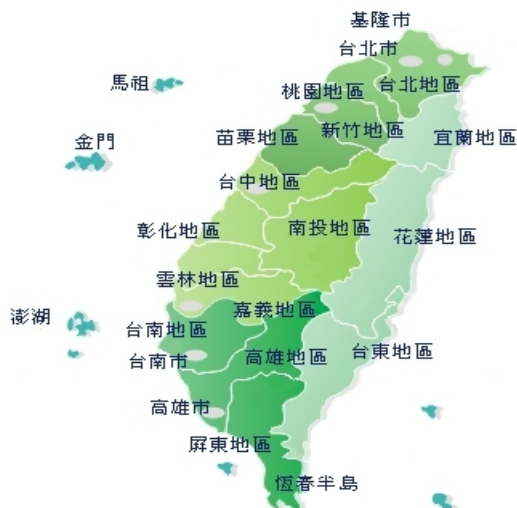 基隆市
台北市
馬祖
台北地區
桃園地區
新竹地區
苗栗地區
宜蘭地區
金門
台中地區
彰化地區
南投地區
花蓮地區
雲林地區
嘉義地區
澎湖
台南地區
台南市
高雄地區
台東地區
高雄市
屏東地區
恆春半島